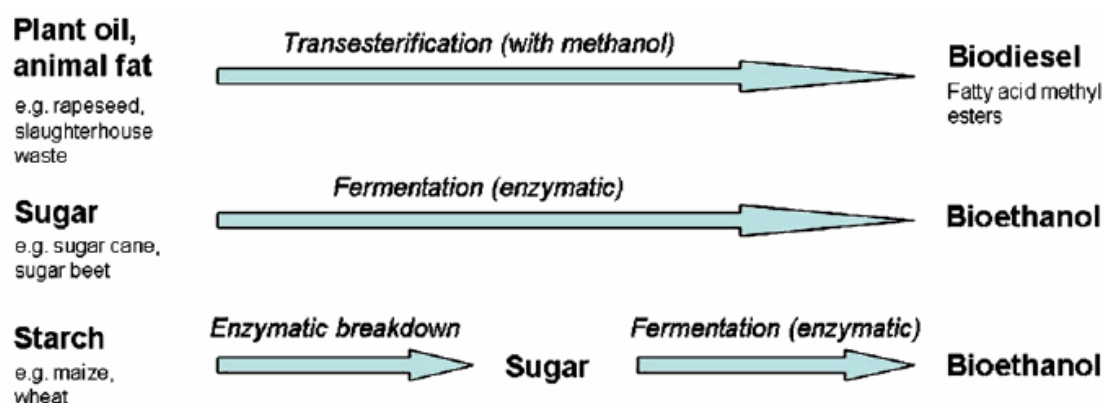 Plant oil,
animal fat
e.g. rapeseed,
slaughterhouse
waste
Transesterification (with methanol)
Biodiesel
Fatty acid methyl
esters
Sugar
e.g. sugar cane,
sugar beet
Fermentation (enzymatic)
Bioethanol
Starch
e.g. maize,
wheat
Enzymatic breakdown
Sugar
Fermentation (enzymatic)
Bioethanol